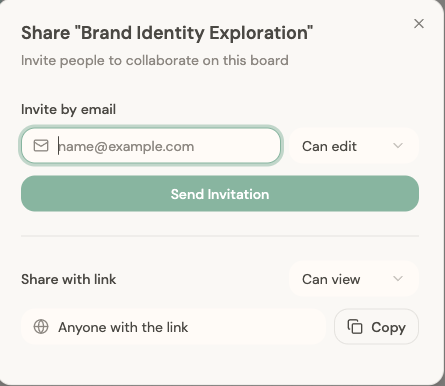 Share "Brand Identity Exploration"
Invite people to collaborate on this board
Invite by email
name@example.com
Can edit
Send Invitation
Share with link
Can view
Anyone with the link
Copy